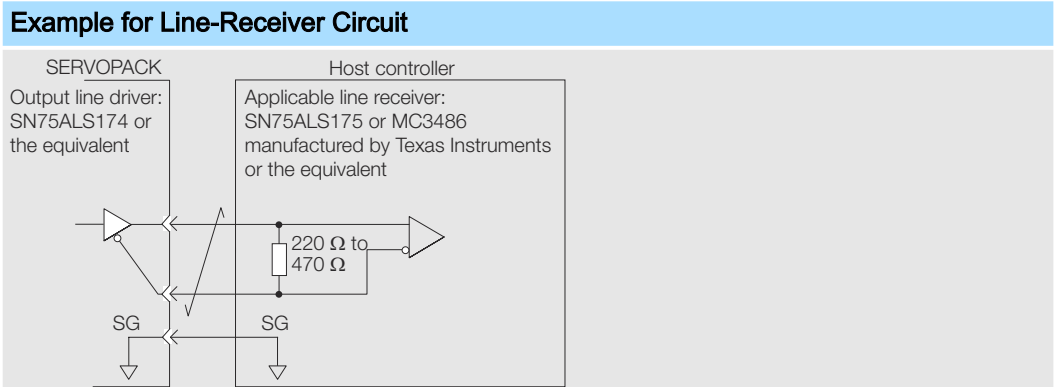 Example for Line-Receiver Circuit
SERVOPACK
Host controller
Output line driver:
SN75ALS174 or
the equivalent
Applicable line receiver:
SN75ALS175 or MC3486
manufactured by Texas Instruments
or the equivalent
220 Ω to
470 Ω
SG
SG